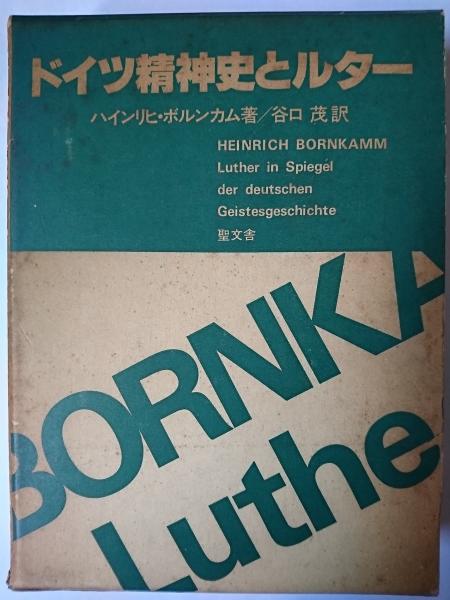 ドイツ精神史とルター
ハインリヒ・ボルンカム著/谷口 茂訳
HEINRICH BORNKAMM
Luther in Spiegel
der deutschen
Geistesgeschichte
聖文舎
BORNKA
Luthe